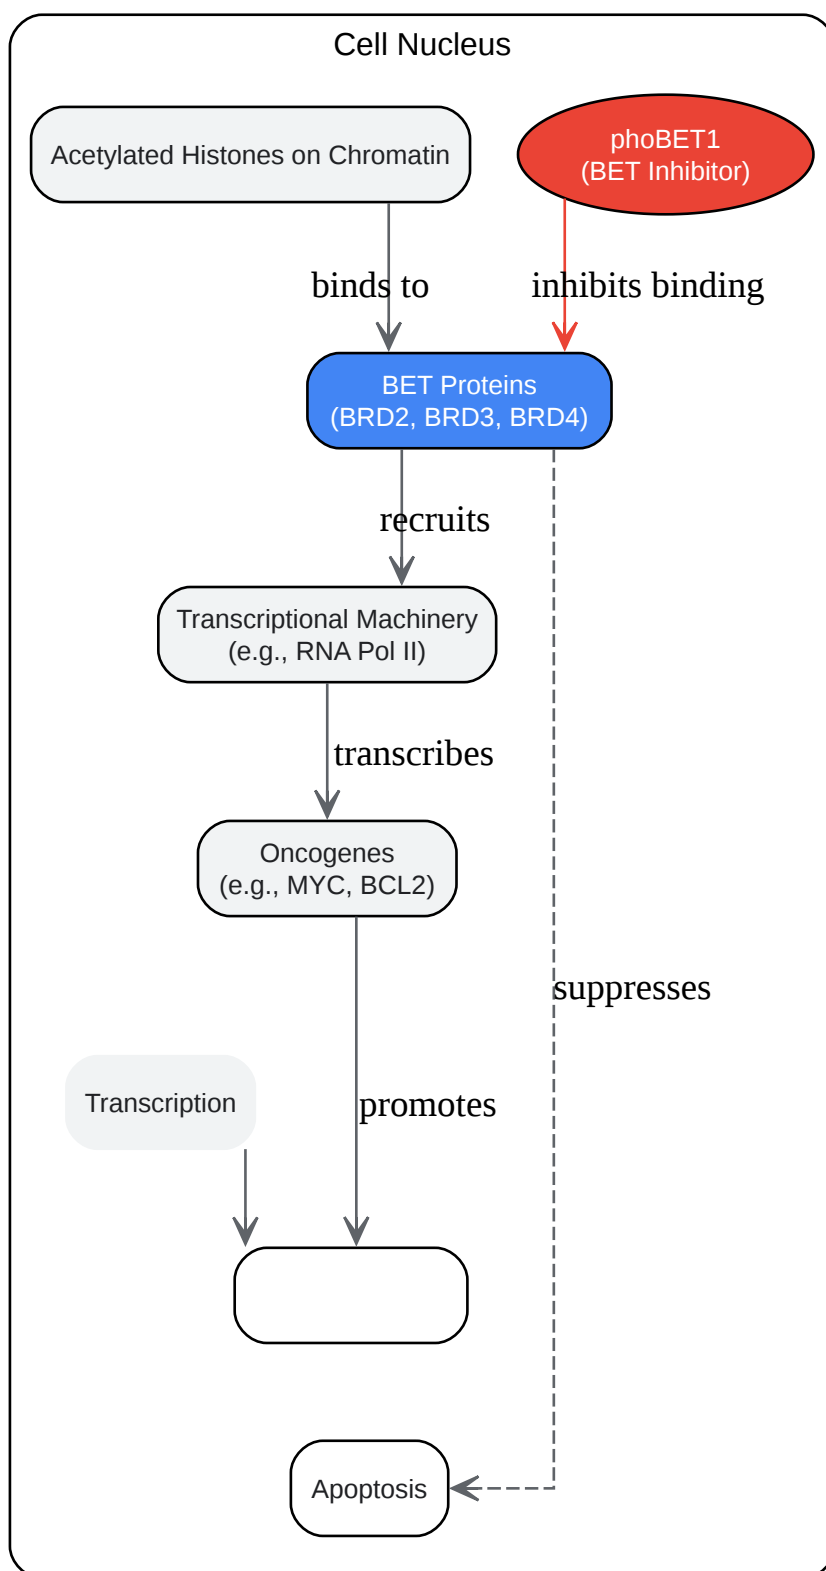 Cell Nucleus
Acetylated Histones on Chromatin
phoBET1
(BET Inhibitor)
binds to
inhibits binding
BET Proteins
(BRD2, BRD3, BRD4)
recruits
Transcriptional Machinery
(e.g., RNA Pol II)
transcribes
Oncogenes
(e.g., MYC, BCL2)
suppresses
Transcription
promotes
Apoptosis